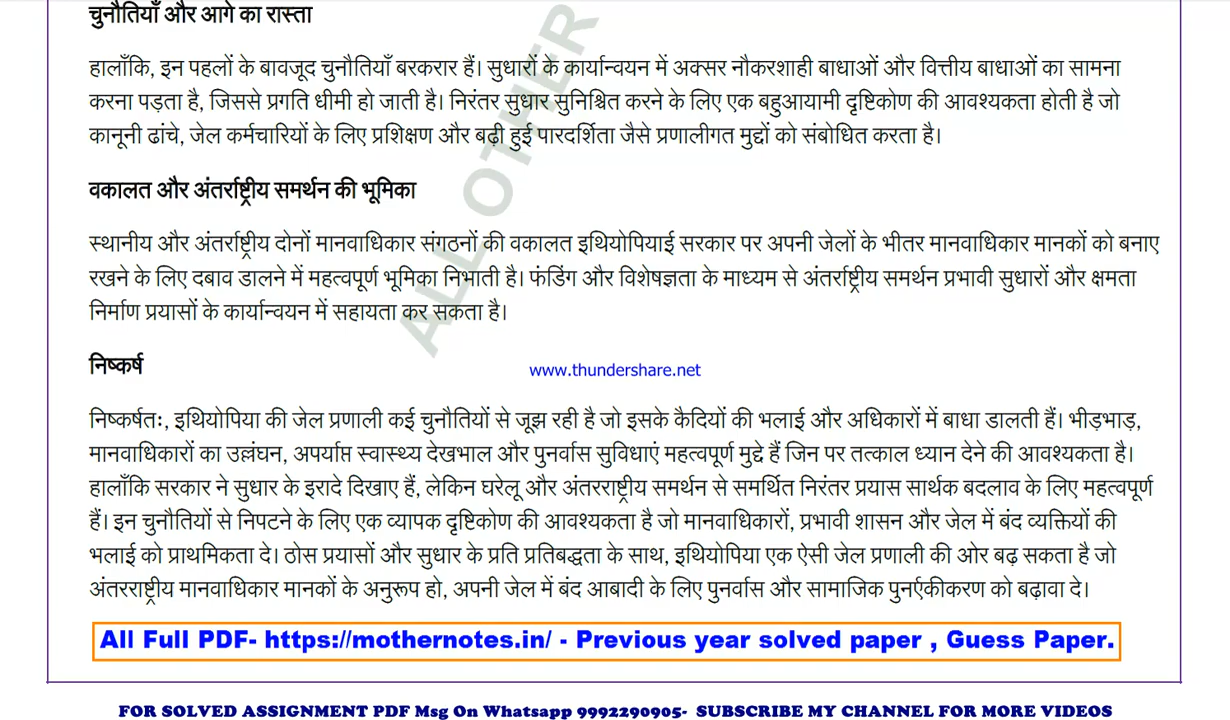 चुनौतियाँ और आगे का रास्ता
हालाँकि, इन पहलों के बावजूद चुनौतियाँ बरकरार हैं। सुधारों के कार्यान्वयन में अक्सर नौकरशाही बाधाओं और वित्तीय बाधाओं का सामना
करना पड़ता है, जिससे प्रगति धीमी हो जाती है। निरंतर सुधार सुनिश्चित करने के लिए एक बहुआयामी दृष्टिकोण की आवश्यकता होती है जो
कानूनी ढांचे, जेल कर्मचारियों के लिए प्रशिक्षण और बढ़ी हुई पारदर्शिता जैसे प्रणालीगत मुद्दों को संबोधित करता है।
वकालत और अंतर्राष्ट्रीय समर्थन की भूमिका
स्थानीय और अंतर्राष्ट्रीय दोनों मानवाधिकार संगठनों की वकालत इथियोपियाई सरकार पर अपनी जेलों के भीतर मानवाधिकार मानकों को बनाए
रखने के लिए दबाव डालने में महत्वपूर्ण भूमिका निभाती है। फंडिंग और विशेषज्ञता के माध्यम से अंतर्राष्ट्रीय समर्थन प्रभावी सुधारों और क्षमता
निर्माण प्रयासों के कार्यान्वयन में सहायता कर सकता है।
ALL OTHER
निष्कर्ष
www.thundershare.net
निष्कर्षतः, इथियोपिया की जेल प्रणाली कई चुनौतियों से जूझ रही है जो इसके कैदियों की भलाई और अधिकारों में बाधा डालती हैं। भीड़भाड़,
मानवाधिकारों का उल्लंघन, अपर्याप्त स्वास्थ्य देखभाल और पुनर्वास सुविधाएं महत्वपूर्ण मुद्दे हैं जिन पर तत्काल ध्यान देने की आवश्यकता है।
हालाँकि सरकार ने सुधार के इरादे दिखाए हैं, लेकिन घरेलू और अंतरराष्ट्रीय समर्थन से समर्थित निरंतर प्रयास सार्थक बदलाव के लिए महत्वपूर्ण
हैं। इन चुनौतियों से निपटने के लिए एक व्यापक दृष्टिकोण की आवश्यकता है जो मानवाधिकारों, प्रभावी शासन और जेल में बंद व्यक्तियों की
भलाई को प्राथमिकता दे। ठोस प्रयासों और सुधार के प्रति प्रतिबद्धता के साथ, इथियोपिया एक ऐसी जेल प्रणाली की ओर बढ़ सकता है जो
अंतरराष्ट्रीय मानवाधिकार मानकों के अनुरूप हो, अपनी जेल में बंद आबादी के लिए पुनर्वास और सामाजिक पुनर्एकीकरण को बढ़ावा दे।
All Full PDF- https://mothernotes.in/ - Previous year solved paper , Guess Paper.
FOR SOLVED ASSIGNMENT PDF Msg On Whatsapp 9992290905- SUBSCRIBE MY CHANNEL FOR MORE VIDEOS